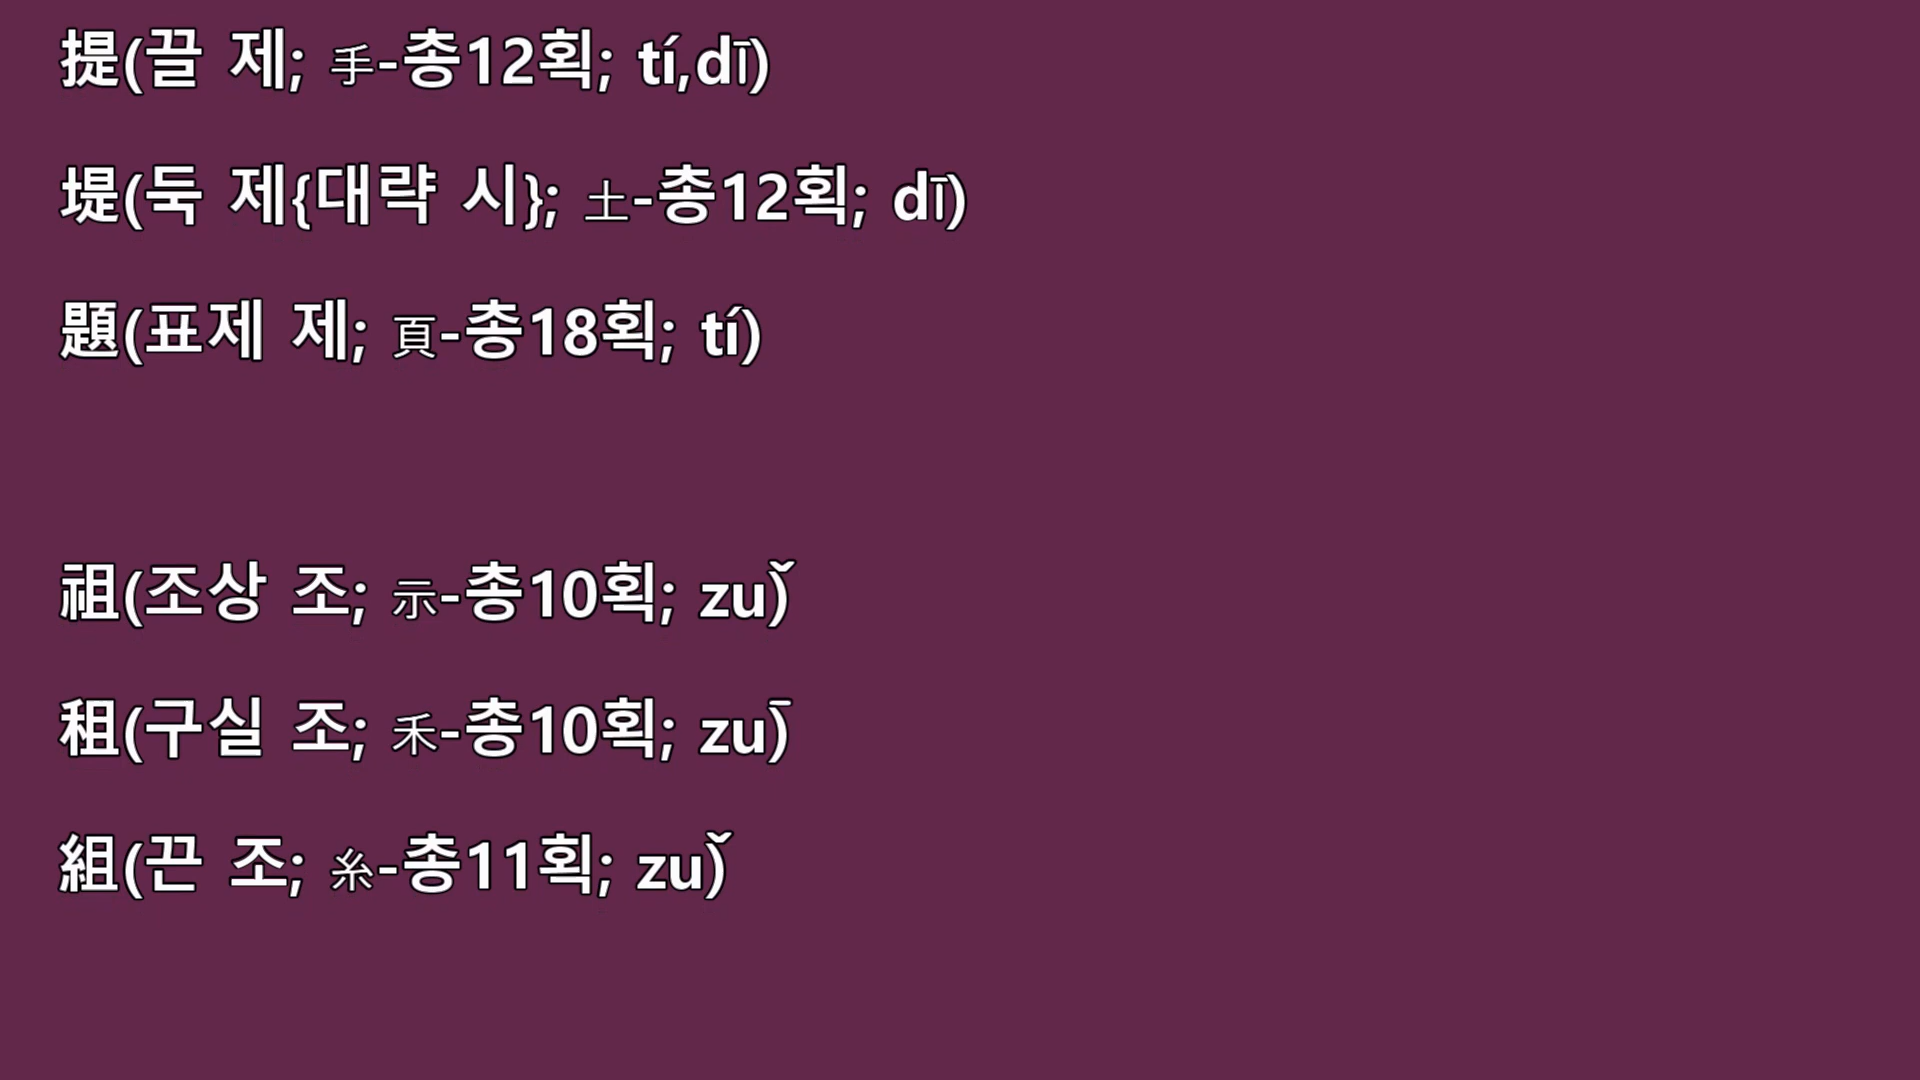 提(끌 제; 手-총12획; tí,dī)
堤(둑 제{대략 시}; 土-총12획; dī)
題(표제 제; 頁-총18획; tí)
祖(조상 조; 示-총10획; zǔ)
租(구실 조; 禾-총10획; zū)
組(끈 조; 糸-총11획; zǔ)